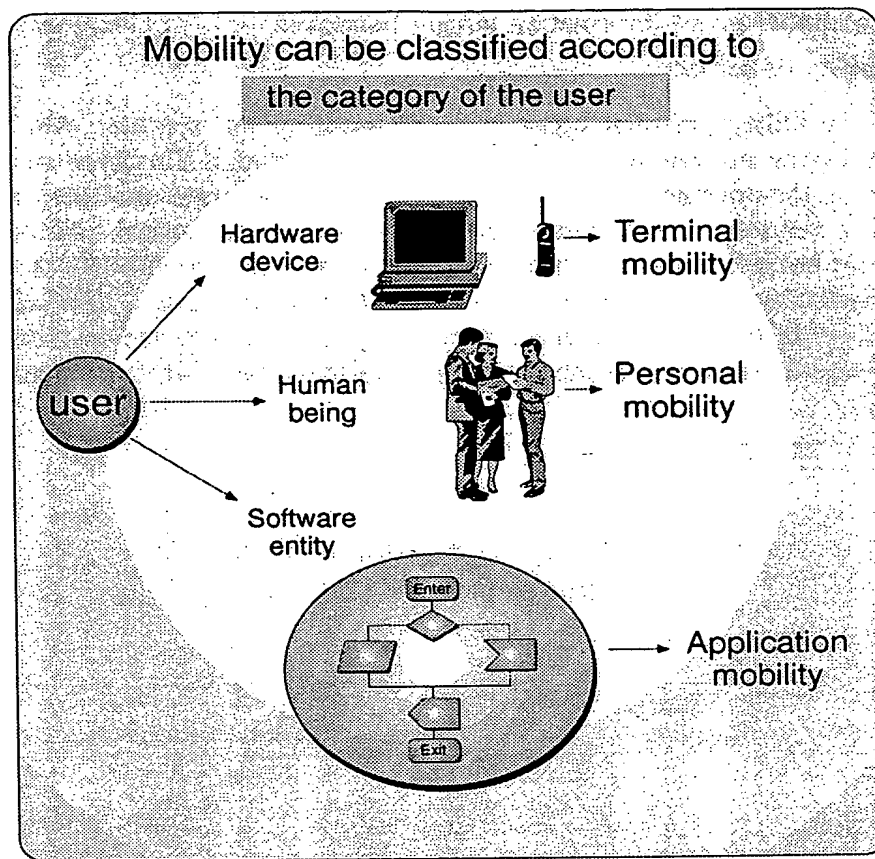 Mobility can be classified according to
the category of the user
Hardware
device
Terminal
mobility
user
Human
being
Personal
mobility
Software
entity
Enter
Exit
Application
mobility